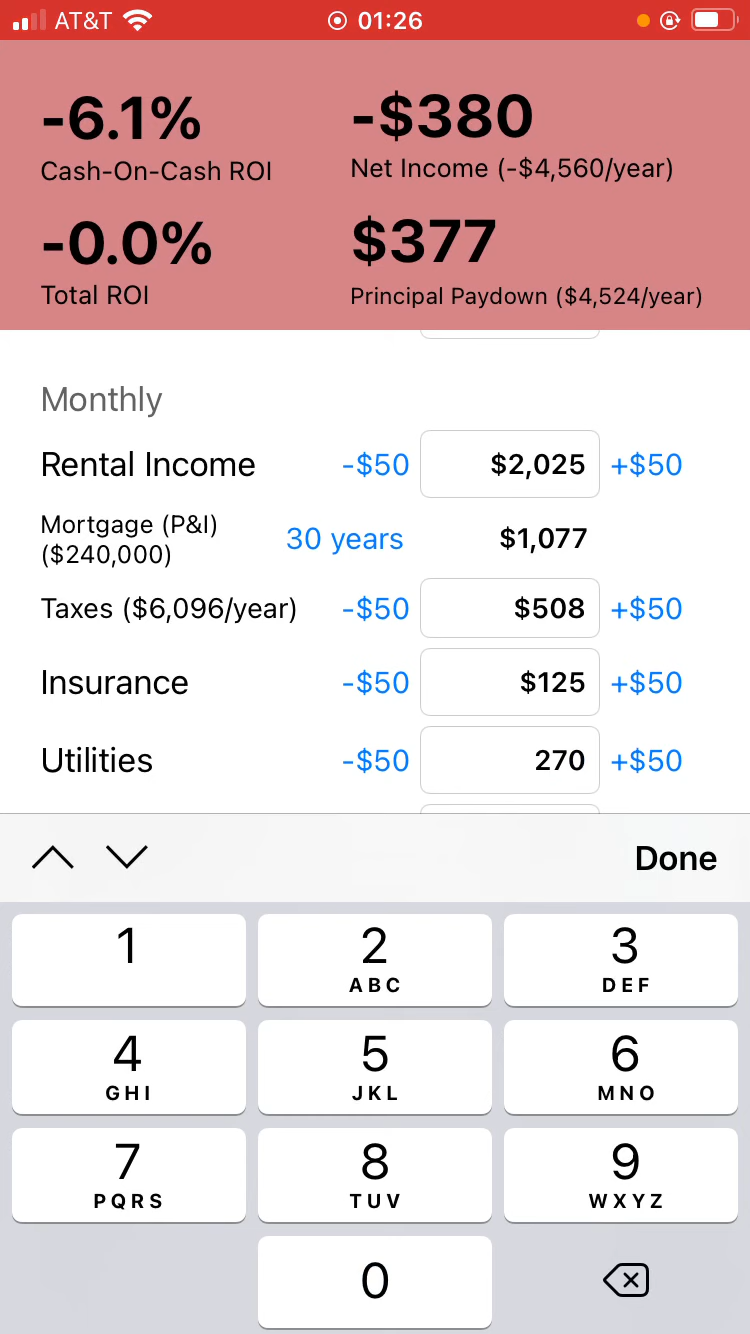 AT&T 01:26
-6.1% -$380
Cash-On-Cash ROI Net Income (-$4,560/year)
-0.0% $377
Total ROI Principal Paydown ($4,524/year)
Monthly
Rental Income -$50 $2,025 +$50
Mortgage (P&I)
($240,000) 30 years $1,077
Taxes ($6,096/year) -$50 $508 +$50
Insurance -$50 $125 +$50
Utilities -$50 270 +$50
Done
1 2 3
ABC DEF
4 5 6
GHI JKL MNO
7 8 9
PQRS TUV WXYZ
0